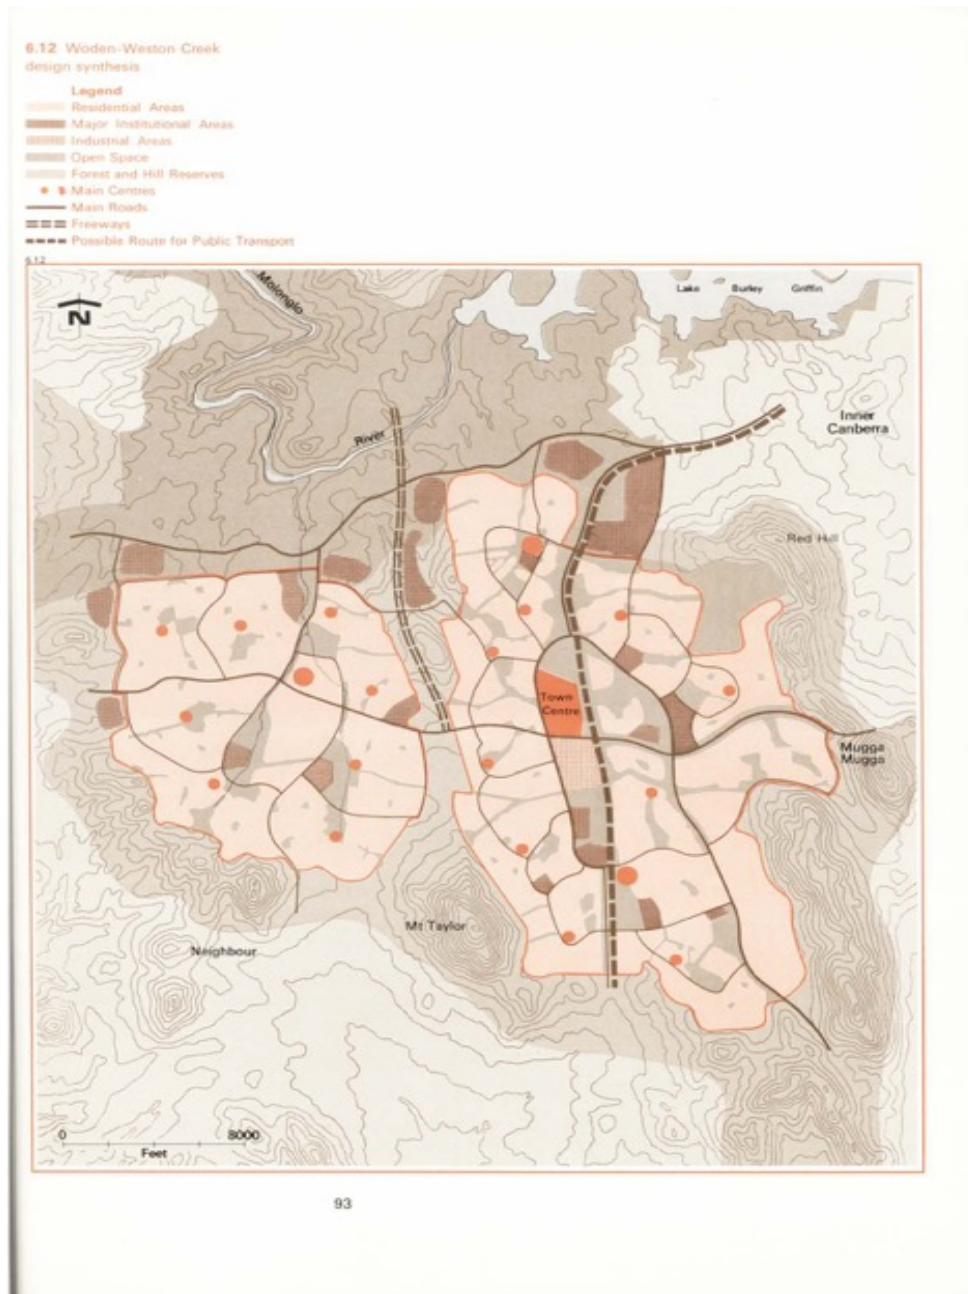 6.12 Woden-Weston Creek
design synthesis
Legend
Residential Areas
Major Institutional Areas
Industrial Areas
Open Space
Forest and Hill Reserves
Main Centres
Main Roads
Freeways
Possible Route for Public Transport
6.12
Molonglo
Lake Burley Griffin
N
Inner
Canberra
River
Red Hill
Town
Centre
Mugga
Mugga
Mt Taylor
Neighbour
0 8000
Feet
93